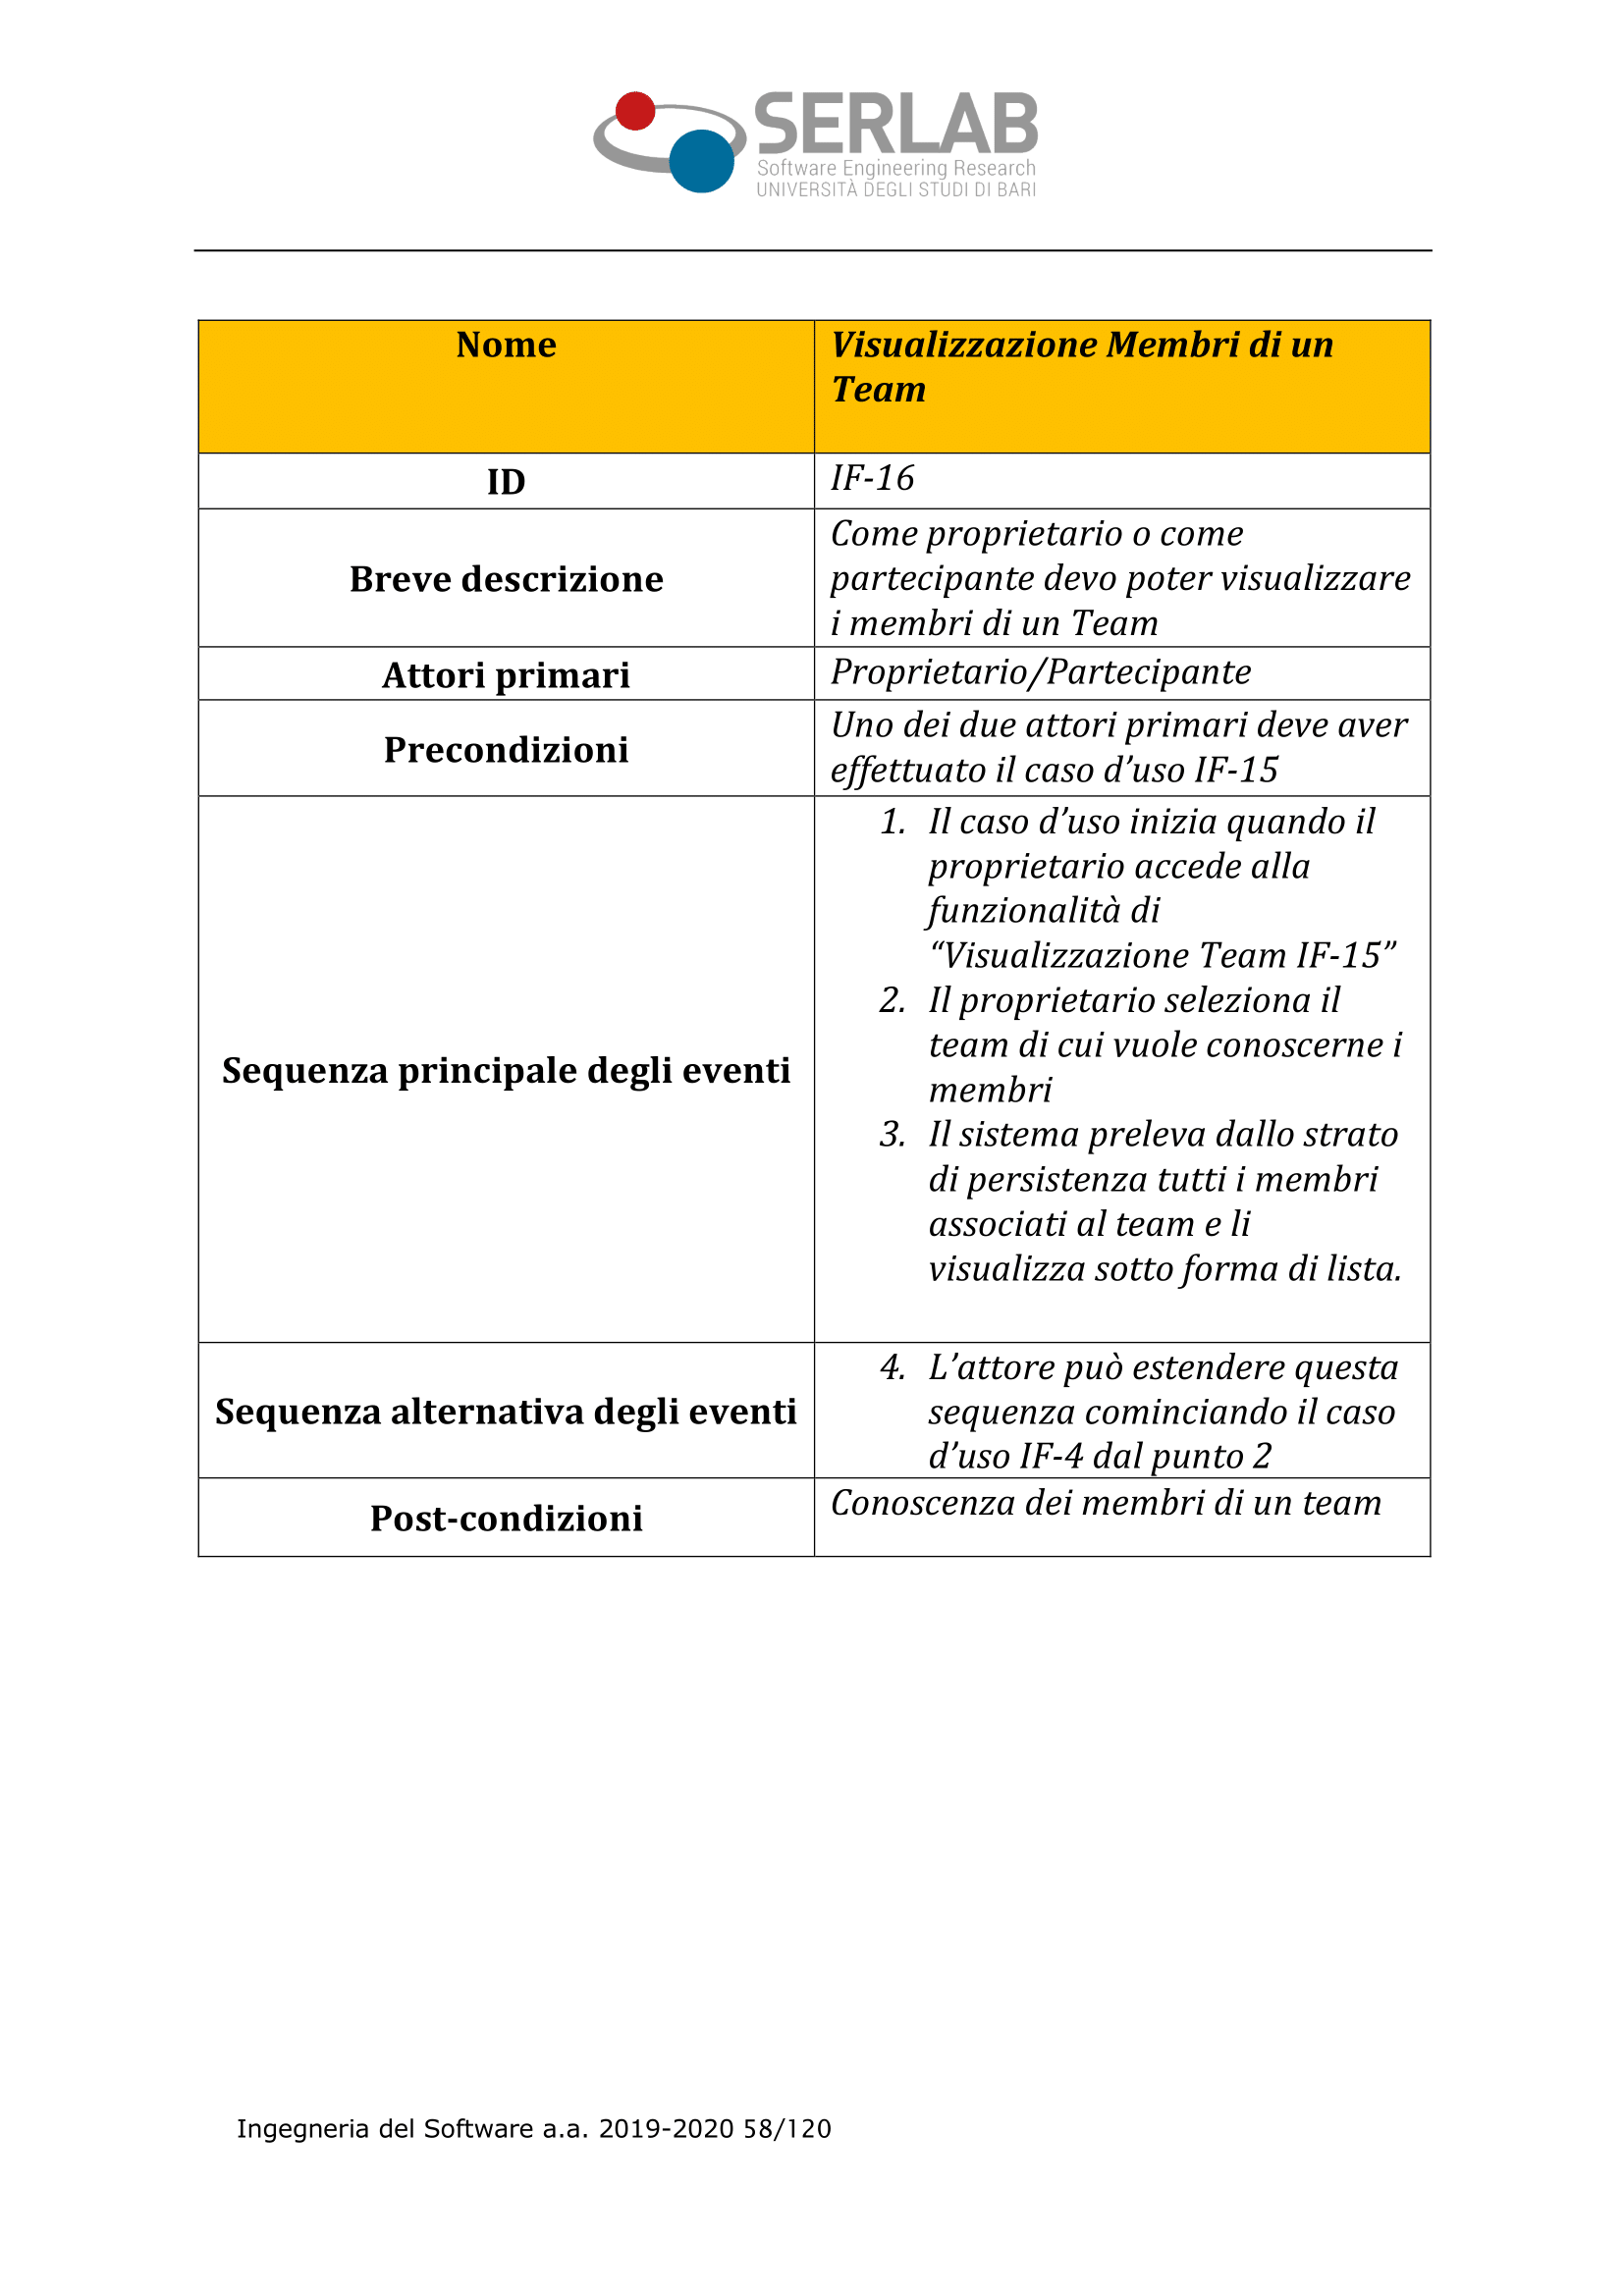 SERLAB
Software Engineering Research
UNIVERSITÀ DEGLI STUDI DI BARI
Nome
Visualizzazione Membri di un
Team
ID
IF-16
Breve descrizione
Come proprietario o come
partecipante devo poter visualizzare
i membri di un Team
Attori primari
Proprietario/Partecipante
Precondizioni
Uno dei due attori primari deve aver
effettuato il caso d’uso IF-15
Sequenza principale degli eventi
1. Il caso d’uso inizia quando il
proprietario accede alla
funzionalità di
“Visualizzazione Team IF-15”
2. Il proprietario seleziona il
team di cui vuole conoscerne i
membri
3. Il sistema preleva dallo strato
di persistenza tutti i membri
associati al team e li
visualizza sotto forma di lista.
Sequenza alternativa degli eventi
4. L’attore può estendere questa
sequenza cominciando il caso
d’uso IF-4 dal punto 2
Post-condizioni
Conoscenza dei membri di un team
Ingegneria del Software a.a. 2019-2020 58/120